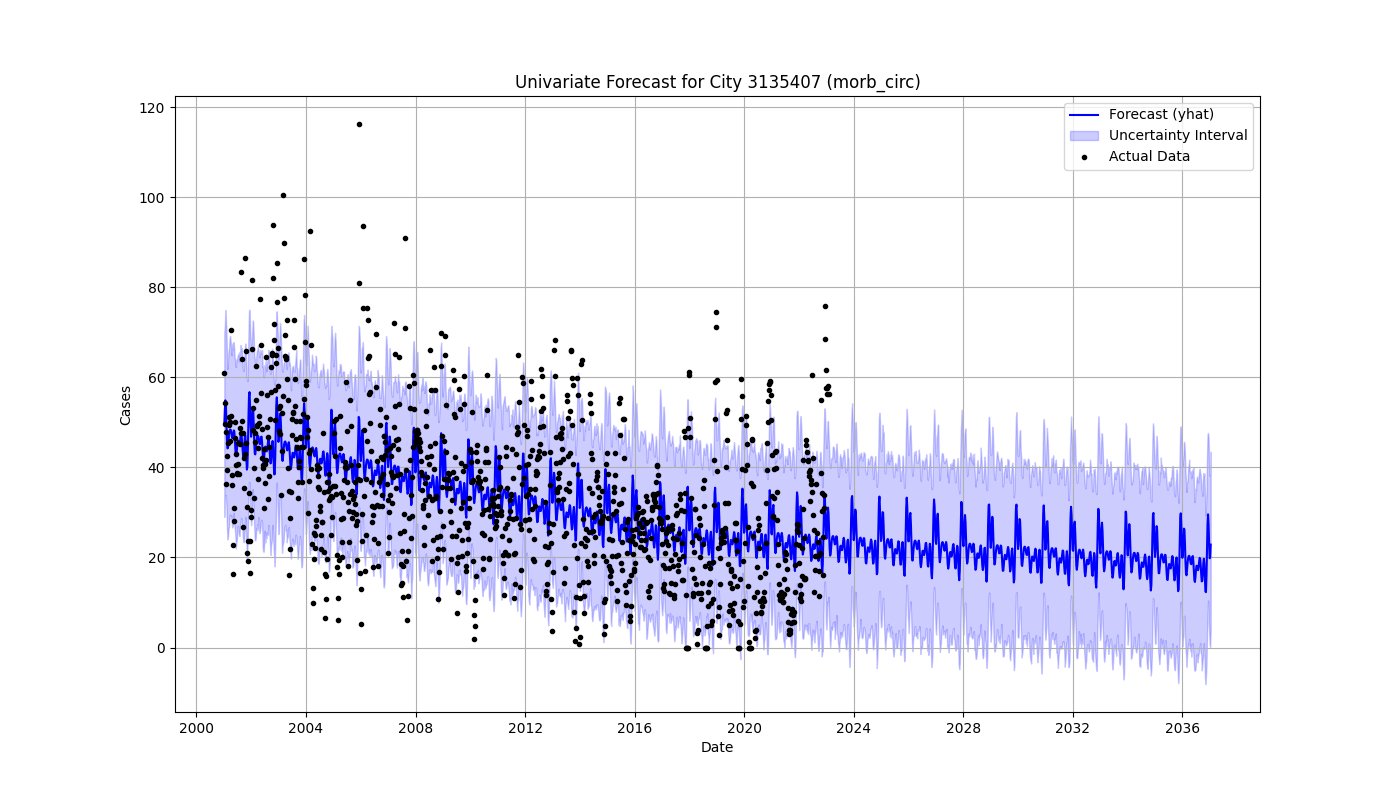 Univariate Forecast for City 3135407 (morb_circ)
Forecast (yhat)
Uncertainty Interval
Actual Data
Cases
120
100
80
60
40
20
0
2000 2004 2008 2012 2016 2020 2024 2028 2032 2036
Date